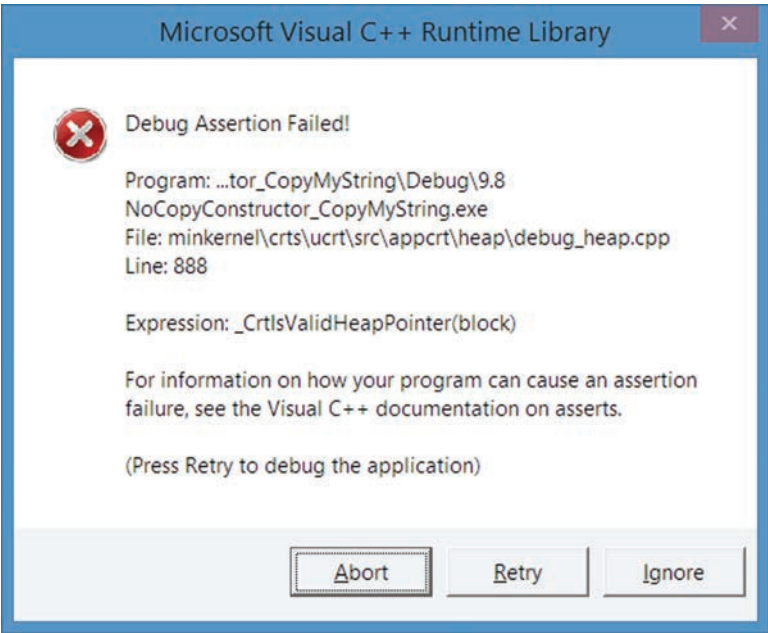 Microsoft Visual C++ Runtime Library
Debug Assertion Failed!
Program: ...tor_CopyMyString\Debug\9.8
NoCopyConstructor_CopyMyString.exe
File: minkernel\crts\ucrt\src\appcrt\heap\debug_heap.cpp
Line: 888
Expression: _CrtIsValidHeapPointer(block)
For information on how your program can cause an assertion
failure, see the Visual C++ documentation on asserts.
(Press Retry to debug the application)
Abort Retry Ignore